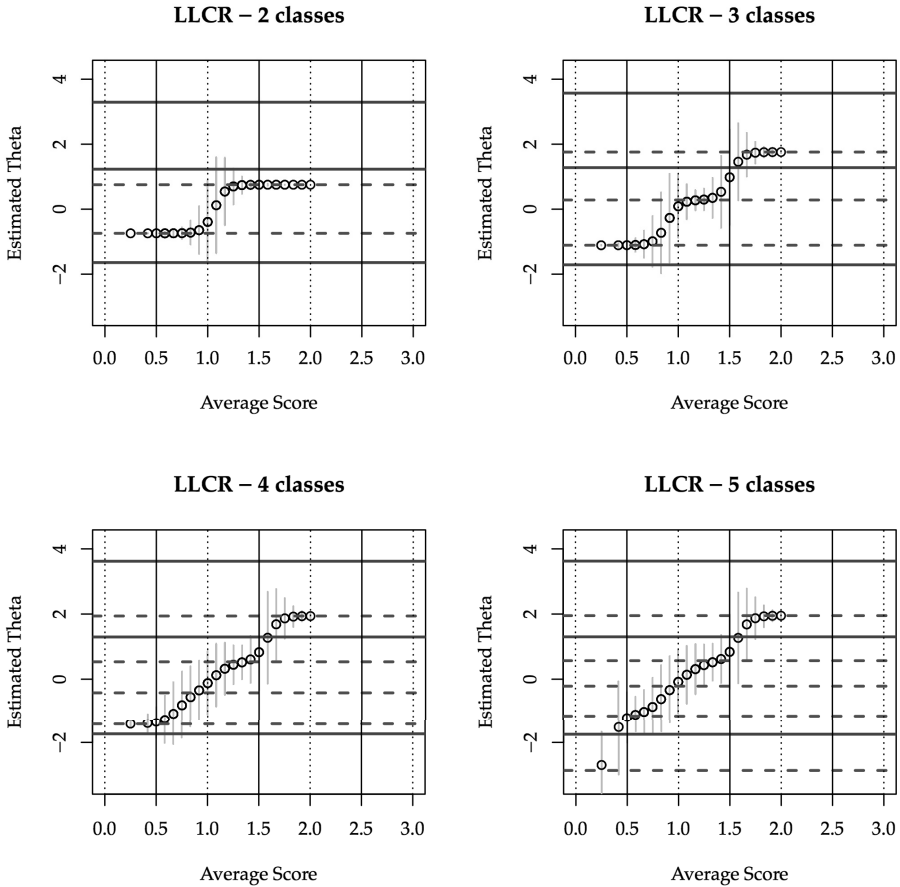 LLCR – 2 classes
Estimated Theta
4
2
0
−2
0.0 0.5 1.0 1.5 2.0 2.5 3.0
Average Score
LLCR – 3 classes
Estimated Theta
4
2
0
−2
0.0 0.5 1.0 1.5 2.0 2.5 3.0
Average Score
LLCR – 4 classes
Estimated Theta
4
2
0
−2
0.0 0.5 1.0 1.5 2.0 2.5 3.0
Average Score
LLCR – 5 classes
Estimated Theta
4
2
0
−2
0.0 0.5 1.0 1.5 2.0 2.5 3.0
Average Score